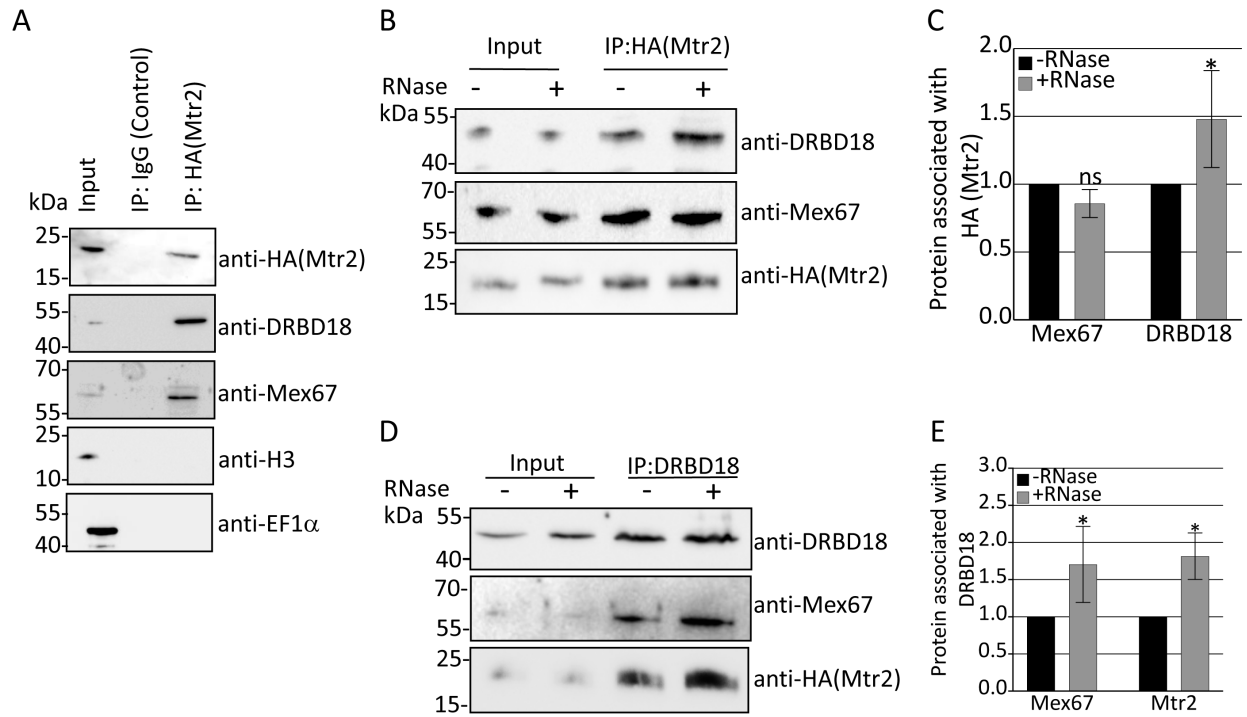 A
kDa
Input
IP: IgG (Control)
IP: HA(Mtr2)
25-
15-
anti-HA(Mtr2)
55-
40-
anti-DRBD18
70-
55-
anti-Mex67
25-
10-
anti-H3
55-
40-
anti-EF1α
B
Input IP:HA(Mtr2)
RNase - + - +
kDa
55-
40-
anti-DRBD18
70-
55-
anti-Mex67
25-
15-
anti-HA(Mtr2)
C
Protein associated with
HA (Mtr2)
2.0
1.5
1.0
0.5
0.0
-RNase
+RNase
ns
*
Mex67 DRBD18
D
Input IP:DRBD18
RNase - + - +
kDa
55-
40-
anti-DRBD18
70-
55-
anti-Mex67
25-
15-
anti-HA(Mtr2)
E
Protein associated with
DRBD18
3.0
2.5
2.0
1.5
1.0
0.5
0.0
-RNase
+RNase
*
*
Mex67 Mtr2